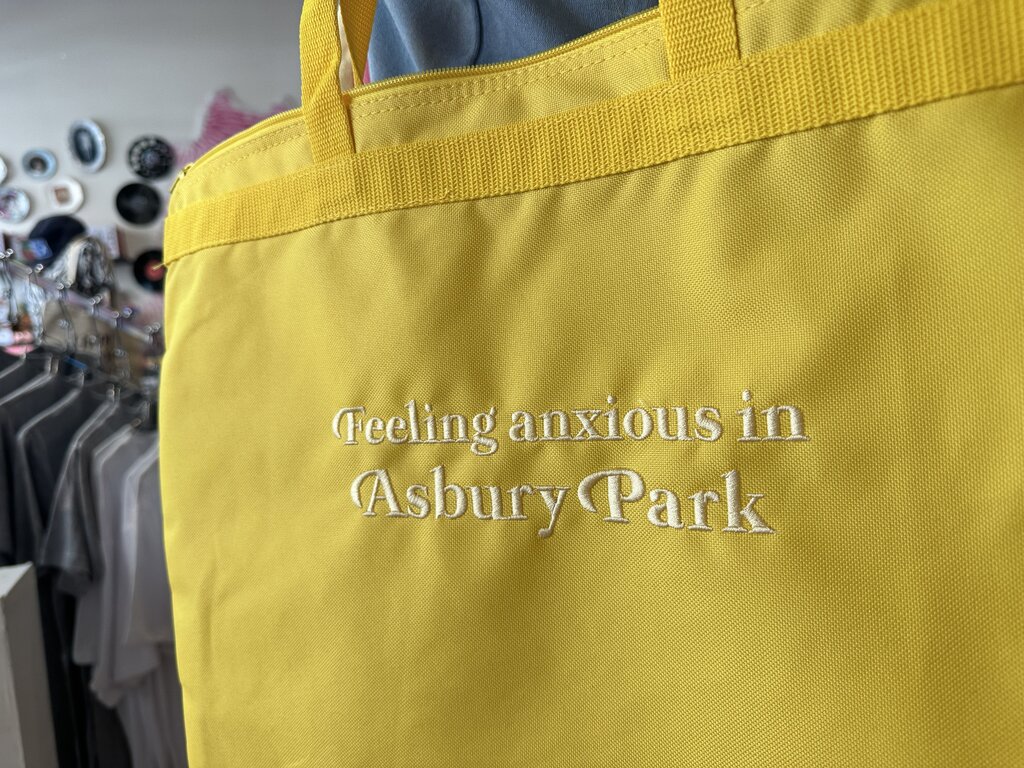 Feeling anxious in
Asbury Park